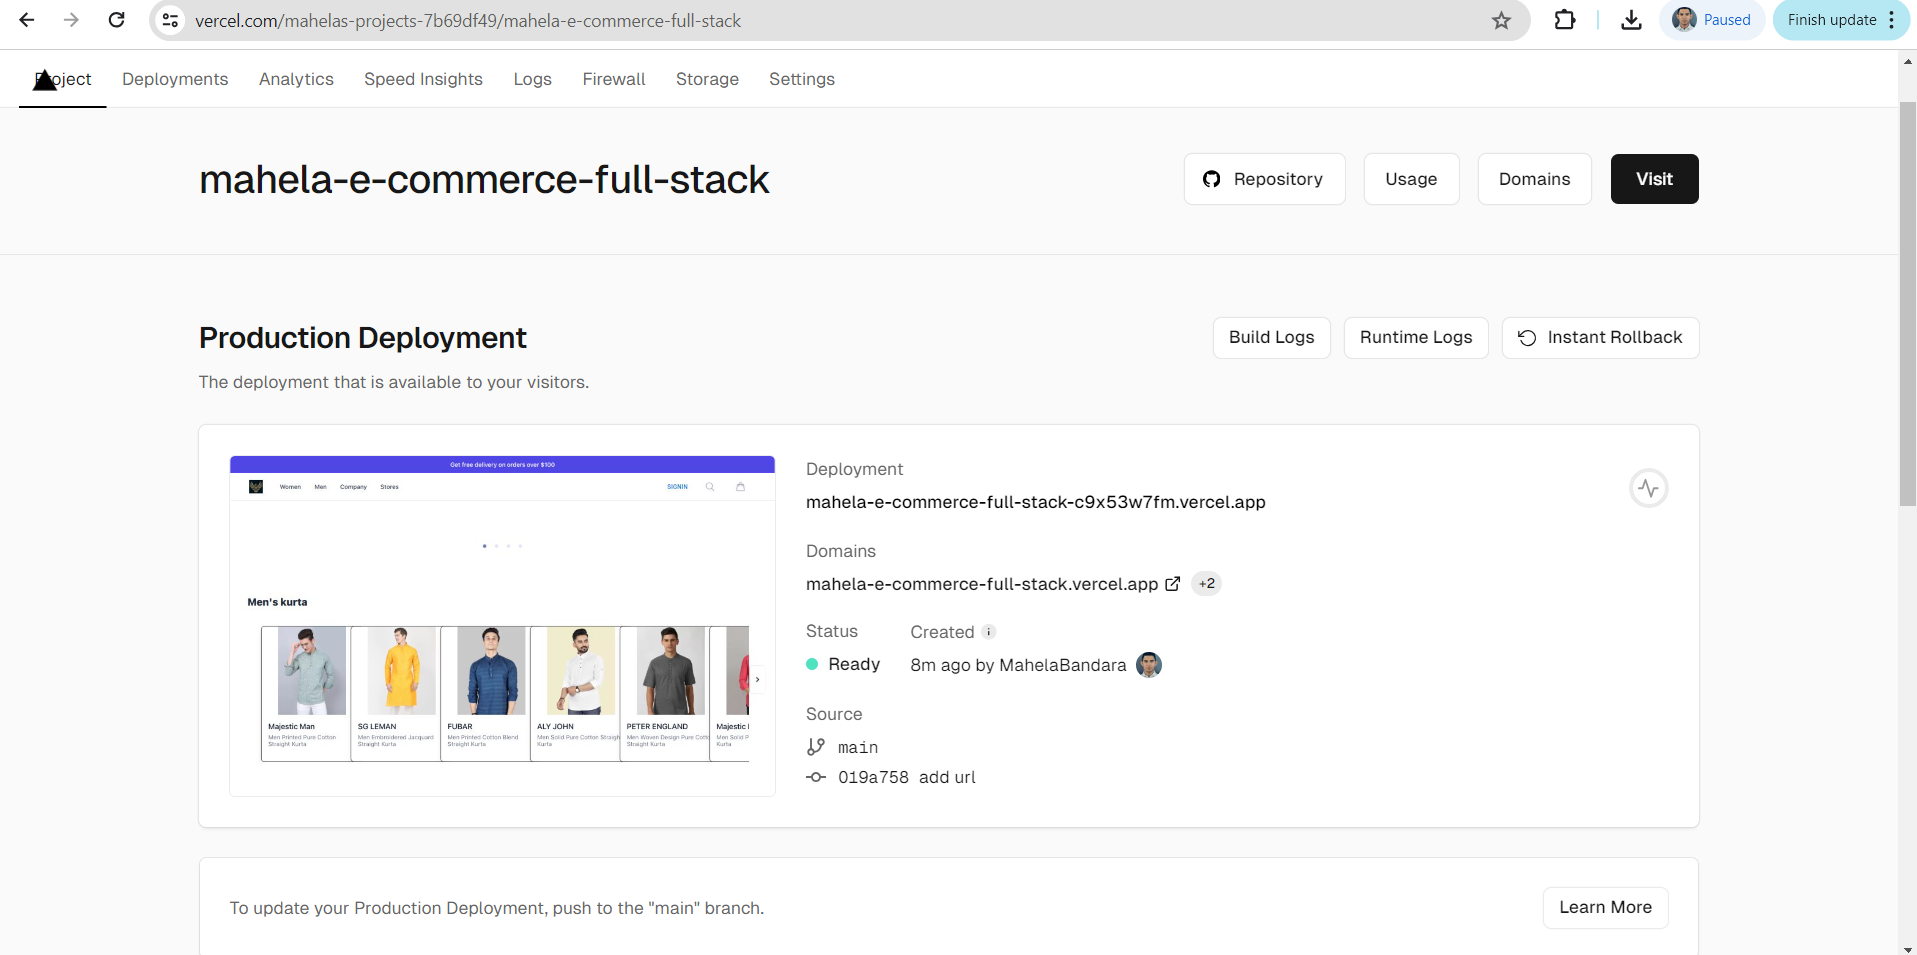 vercel.com/mahelas-projects-7b69df49/mahela-e-commerce-full-stack
Paused
Finish update
Project Deployments Analytics Speed Insights Logs Firewall Storage Settings
mahela-e-commerce-full-stack
Repository
Usage
Domains
Visit
Production Deployment
Build Logs
Runtime Logs
Instant Rollback
The deployment that is available to your visitors.
Get free delivery on orders over $100
Women Men Company Stores
SIGNIN
Men's kurta
Majestic Man
Men Printed Pure Cotton
Straight Kurta
SG LEMAN
Men Embroidered Jacquard
Straight Kurta
FUBAR
Men Printed Cotton Blend
Straight Kurta
ALY JOHN
Men Solid Pure Cotton Straigh
Kurta
PETER ENGLAND
Men Woven Design Pure Cotto
Straight Kurta
Majestic
Men Solid P
Kurta
Deployment
mahela-e-commerce-full-stack-c9x53w7fm.vercel.app
Domains
mahela-e-commerce-full-stack.vercel.app +2
Status
Ready
Created
8m ago by MahelaBandara
Source
main
019a758 add url
To update your Production Deployment, push to the "main" branch.
Learn More